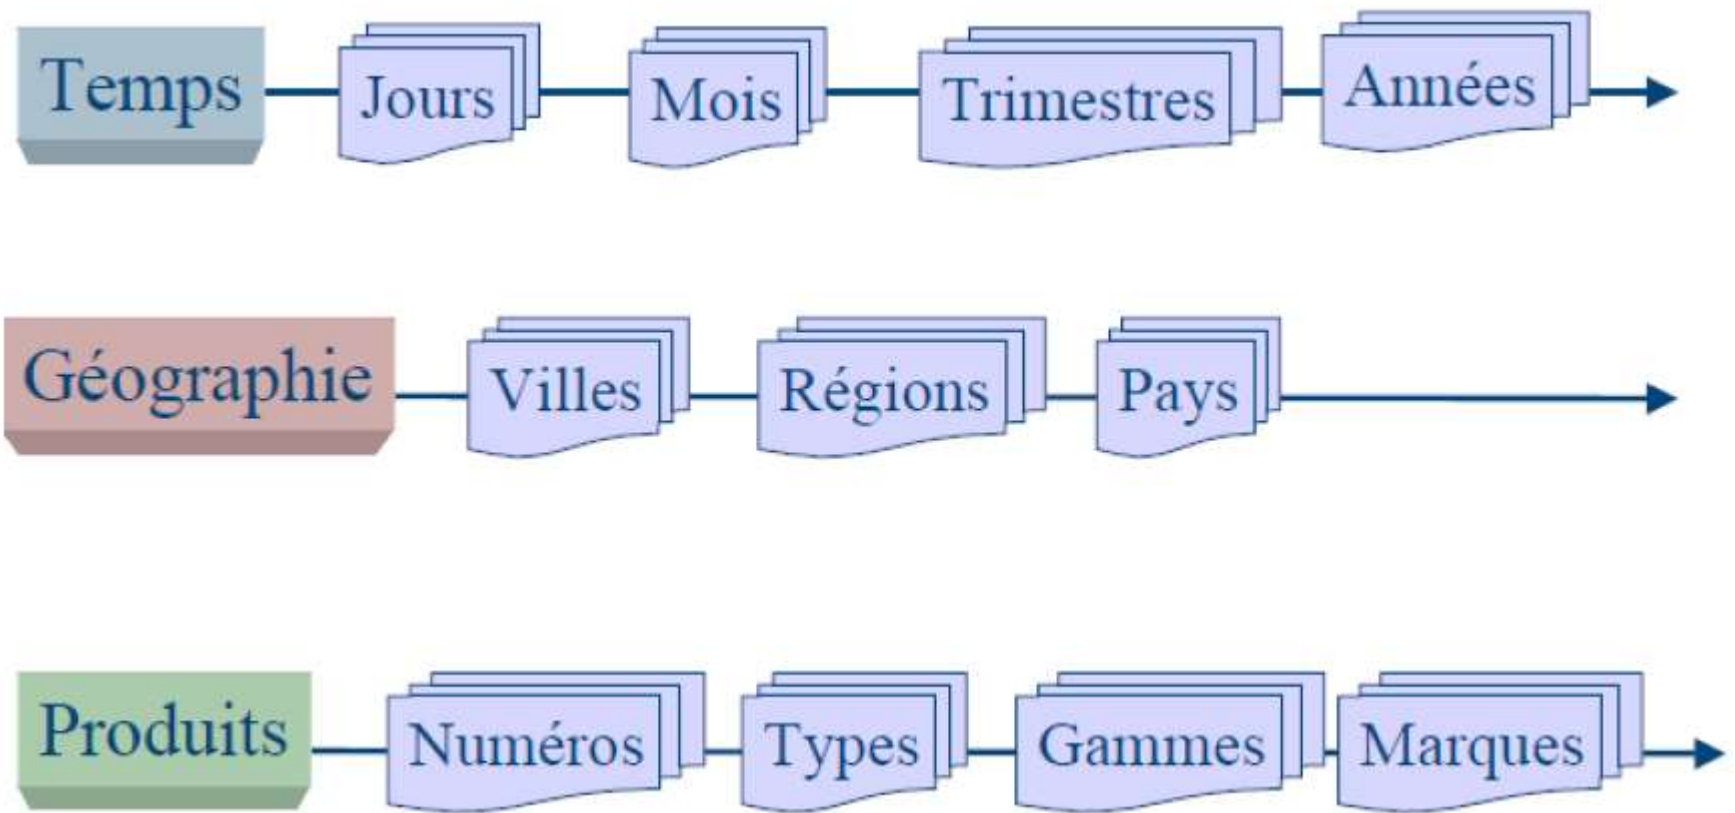 Temps Jours Mois Trimestres Années
Géographie Villes Régions Pays
Produits Numéros Types Gammes Marques